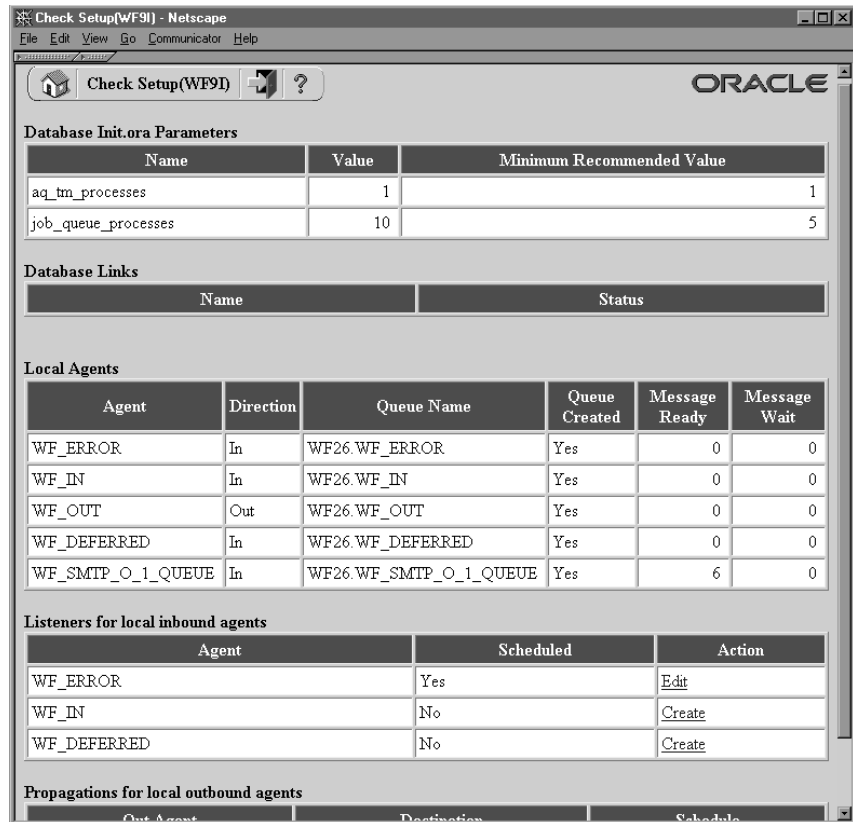 Check Setup(WF9I) - Netscape
File Edit View Go Communicator Help
Check Setup(WF9I) ? ORACLE
Database Init.ora Parameters
Name Value Minimum Recommended Value
aq_tm_processes 1 1
job_queue_processes 10 5
Database Links
Name Status
Local Agents
Agent Direction Queue Name Queue Created Message Ready Message Wait
WF_ERROR In WF26.WF_ERROR Yes 0 0
WF_IN In WF26.WF_IN Yes 0 0
WF_OUT Out WF26.WF_OUT Yes 0 0
WF_DEFERRED In WF26.WF_DEFERRED Yes 0 0
WF_SMTP_O_1_QUEUE In WF26.WF_SMTP_O_1_QUEUE Yes 6 0
Listeners for local inbound agents
Agent Scheduled Action
WF_ERROR Yes Edit
WF_IN No Create
WF_DEFERRED No Create
Propagations for local outbound agents
Out Agent Destination Schedule